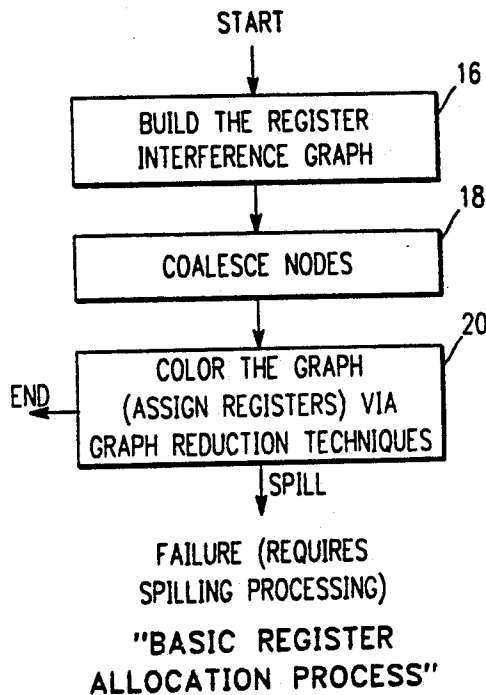 START
16
BUILD THE REGISTER
INTERFERENCE GRAPH
18
COALESCE NODES
20
COLOR THE GRAPH
(ASSIGN REGISTERS) VIA
GRAPH REDUCTION TECHNIQUES
END
SPILL
FAILURE (REQUIRES
SPILLING PROCESSING)
"BASIC REGISTER
ALLOCATION PROCESS"